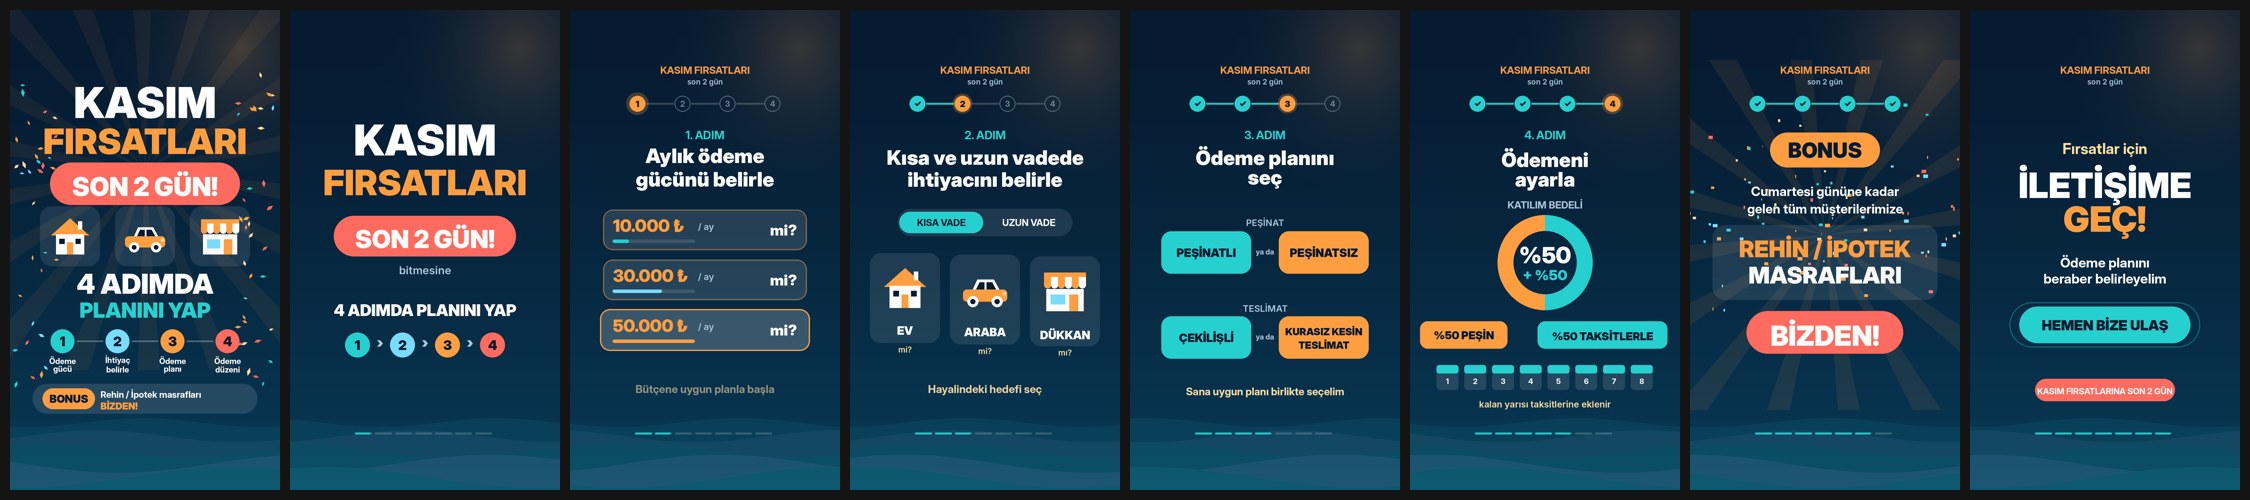 KASIM
FIRSATLARI
SON 2 GÜN!
4 ADIMDA
PLANINI YAP
1 2 3 4
Ödeme gücü
İhtiyaç belirle
Ödeme planı
Ödeme düzeni
BONUS
Rehin / İpotek masrafları
BİZDEN!
KASIM
FIRSATLARI
SON 2 GÜN!
bitmesine
4 ADIMDA PLANINI YAP
1 > 2 > 3 > 4
KASIM FIRSATLARI
son 2 gün
1 2 3 4
1. ADIM
Aylık ödeme
gücünü belirle
10.000 ₺ / ay mi?
30.000 ₺ / ay mi?
50.000 ₺ / ay mi?
Bütçene uygun planla başla
KASIM FIRSATLARI
son 2 gün
2 3 4
2. ADIM
Kısa ve uzun vadede
ihtiyacını belirle
KISA VADE UZUN VADE
EV
mi?
ARABA
mi?
DÜKKAN
mı?
Hayalindeki hedefi seç
KASIM FIRSATLARI
son 2 gün
3 4
3. ADIM
Ödeme planını
seç
PEŞİNAT
PEŞİNATLI ya da PEŞİNATSIZ
TESLİMAT
ÇEKİLİŞLİ ya da KURASIZ KESİN
TESLİMAT
Sana uygun planı birlikte seçelim
KASIM FIRSATLARI
son 2 gün
4
4. ADIM
Ödemeni
ayarla
KATILIM BEDELİ
%50
+ %50
%50 PEŞİN %50 TAKSİTLERLE
1 2 3 4 5 6 7 8
kalan yarısı taksitlerine eklenir
KASIM FIRSATLARI
son 2 gün
BONUS
Cumartesi gününe kadar
gelen tüm müşterilerimize
REHİN / İPOTEK
MASRAFLARI
BİZDEN!
KASIM FIRSATLARI
son 2 gün
Fırsatlar için
İLETİŞİME
GEÇ!
Ödeme planını
beraber belirleyelim
HEMEN BİZE ULAŞ
KASIM FIRSATLARINA SON 2 GÜN